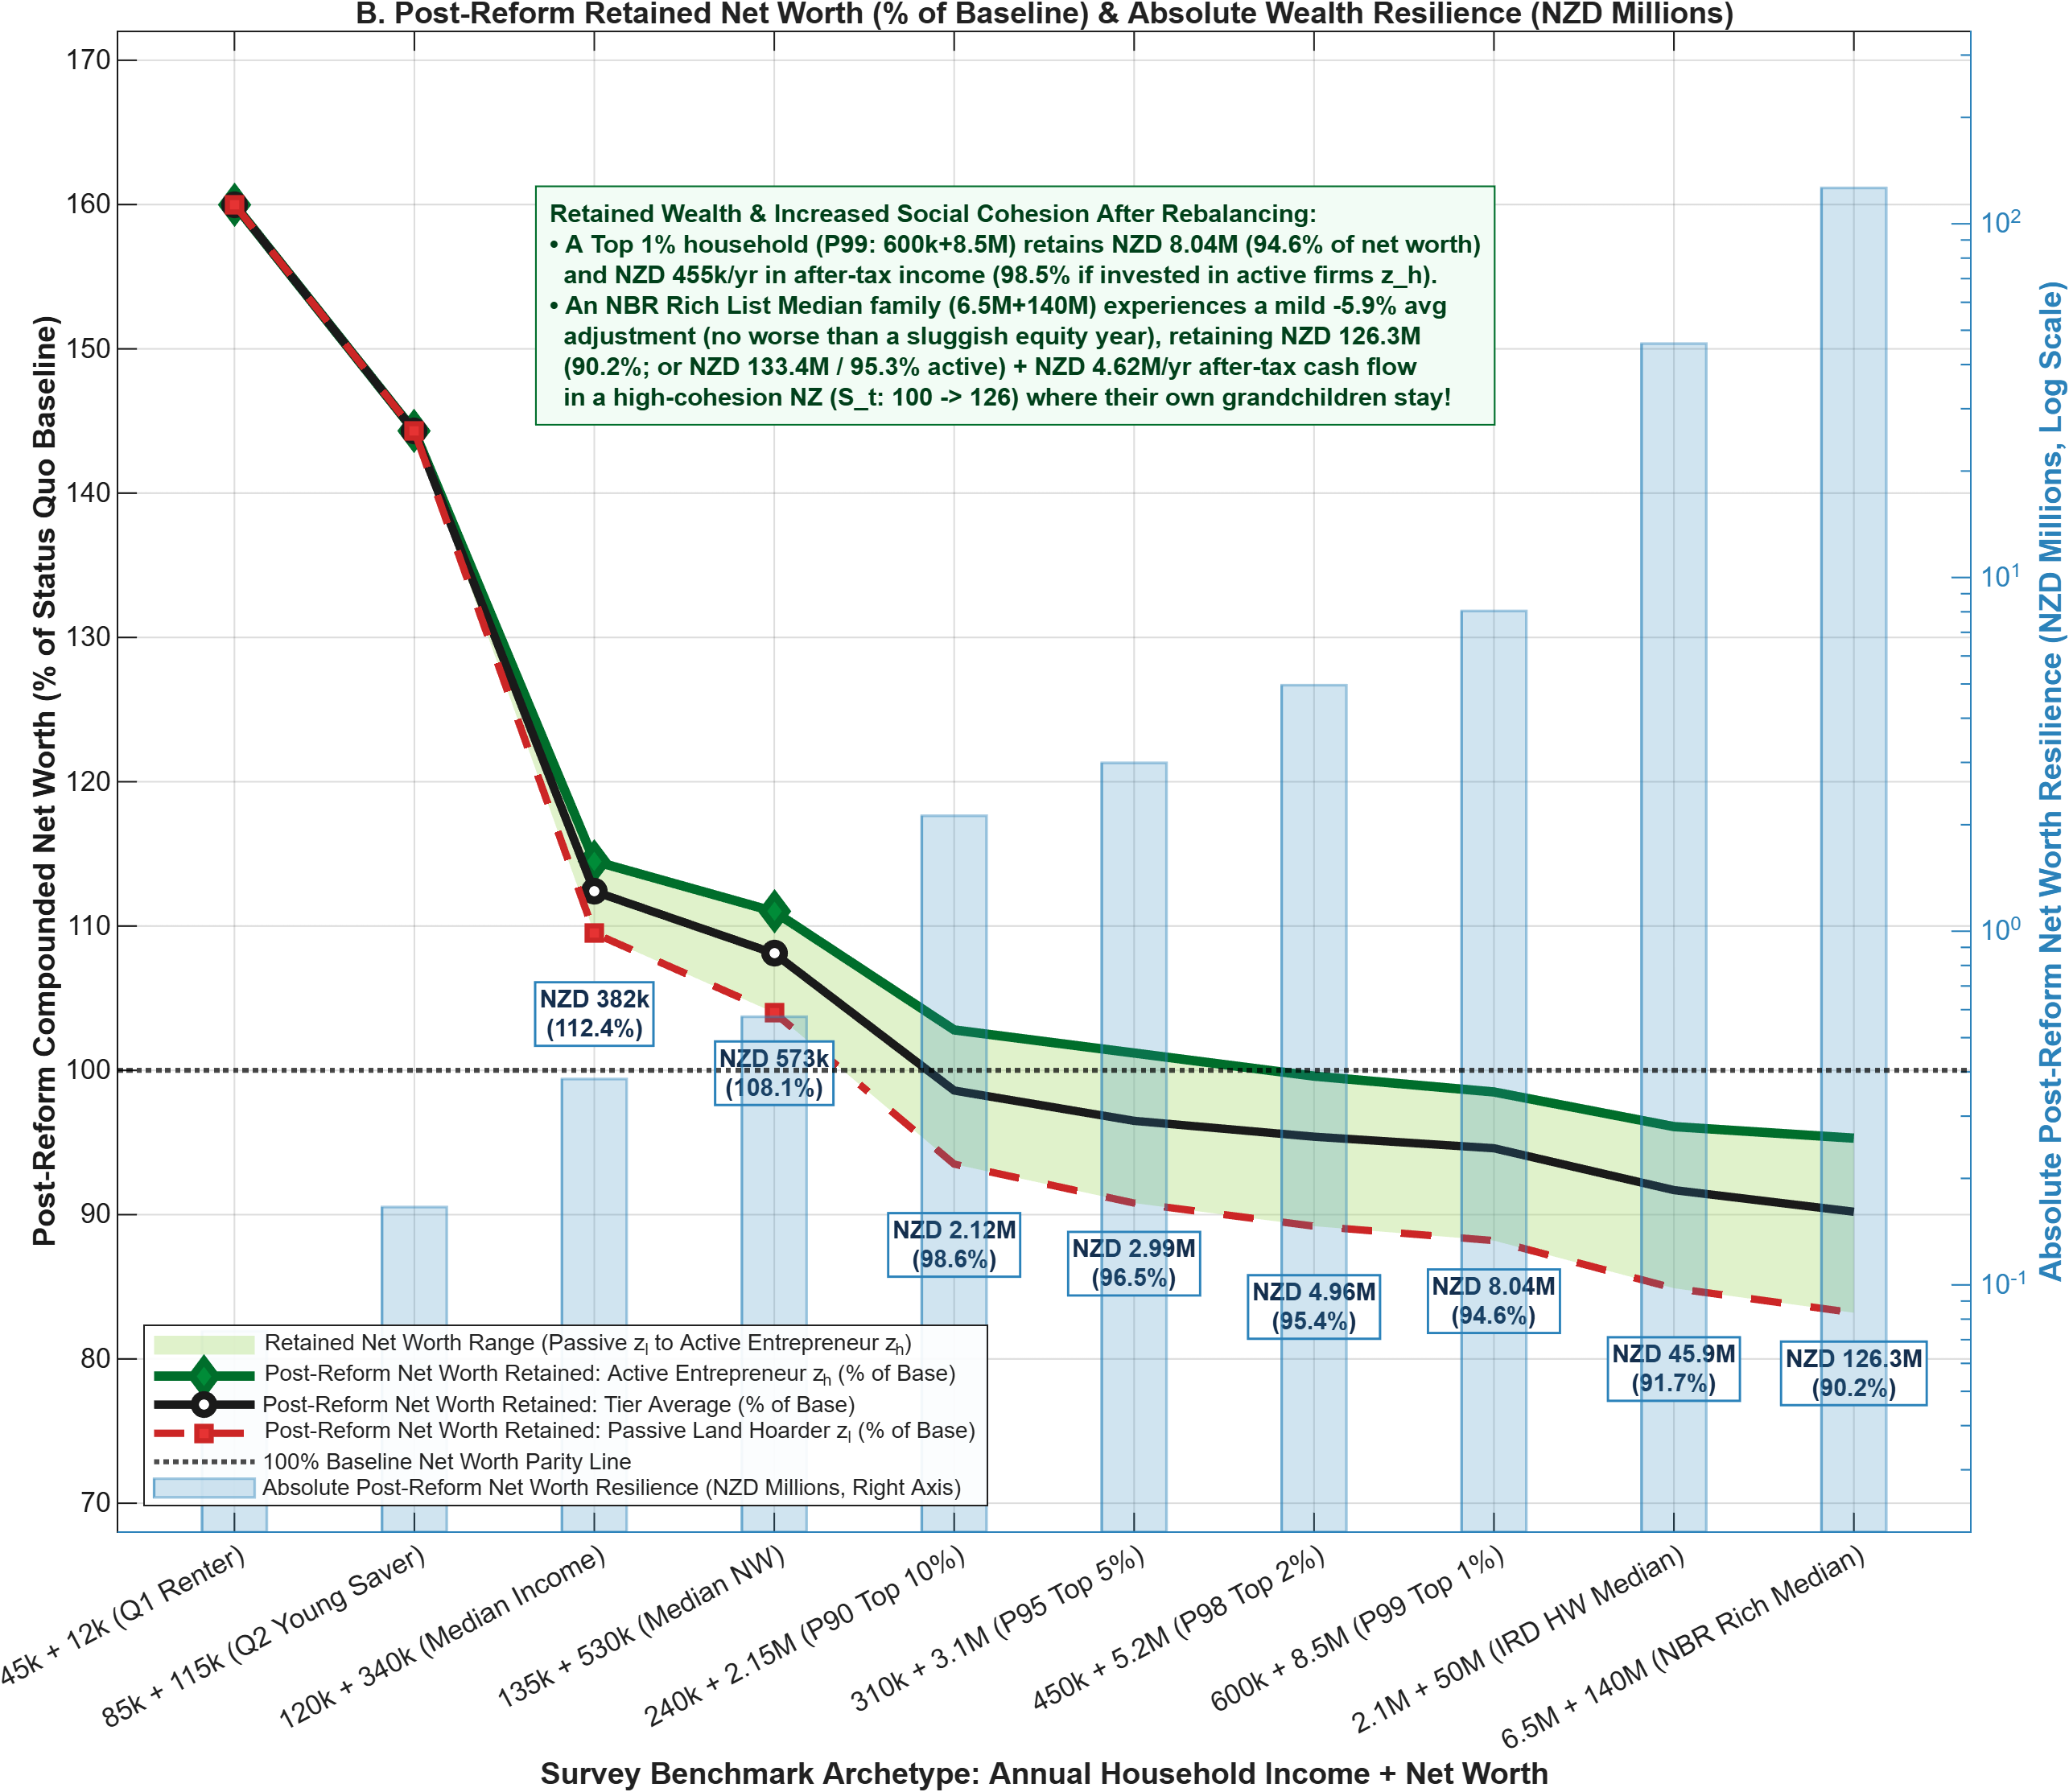 B. Post-Reform Retained Net Worth (% of Baseline) & Absolute Wealth Resilience (NZD Millions)
Post-Reform Compounded Net Worth (% of Status Quo Baseline)
170
160
150
140
130
120
110
100
90
80
70
Retained Wealth & Increased Social Cohesion After Rebalancing:
• A Top 1% household (P99: 600k+8.5M) retains NZD 8.04M (94.6% of net worth)
and NZD 455k/yr in after-tax income (98.5% if invested in active firms z_h).
• An NBR Rich List Median family (6.5M+140M) experiences a mild -5.9% avg
adjustment (no worse than a sluggish equity year), retaining NZD 126.3M
(90.2%; or NZD 133.4M / 95.3% active) + NZD 4.62M/yr after-tax cash flow
in a high-cohesion NZ (S_t: 100 -> 126) where their own grandchildren stay!
NZD 382k
(112.4%)
NZD 573k
(108.1%)
NZD 2.12M
(98.6%)
NZD 2.99M
(96.5%)
NZD 4.96M
(95.4%)
NZD 8.04M
(94.6%)
NZD 45.9M
(91.7%)
NZD 126.3M
(90.2%)
Retained Net Worth Range (Passive z_l to Active Entrepreneur z_h)
Post-Reform Net Worth Retained: Active Entrepreneur z_h (% of Base)
Post-Reform Net Worth Retained: Tier Average (% of Base)
Post-Reform Net Worth Retained: Passive Land Hoarder z_l (% of Base)
100% Baseline Net Worth Parity Line
Absolute Post-Reform Net Worth Resilience (NZD Millions, Right Axis)
10²
10¹
10⁰
10⁻¹
Absolute Post-Reform Net Worth Resilience (NZD Millions, Log Scale)
45k + 12k (Q1 Renter)
85k + 115k (Q2 Young Saver)
120k + 340k (Median Income)
135k + 530k (Median NW)
240k + 2.15M (P90 Top 10%)
310k + 3.1M (P95 Top 5%)
450k + 5.2M (P98 Top 2%)
600k + 8.5M (P99 Top 1%)
2.1M + 50M (IRD HW Median)
6.5M + 140M (NBR Rich Median)
Survey Benchmark Archetype: Annual Household Income + Net Worth